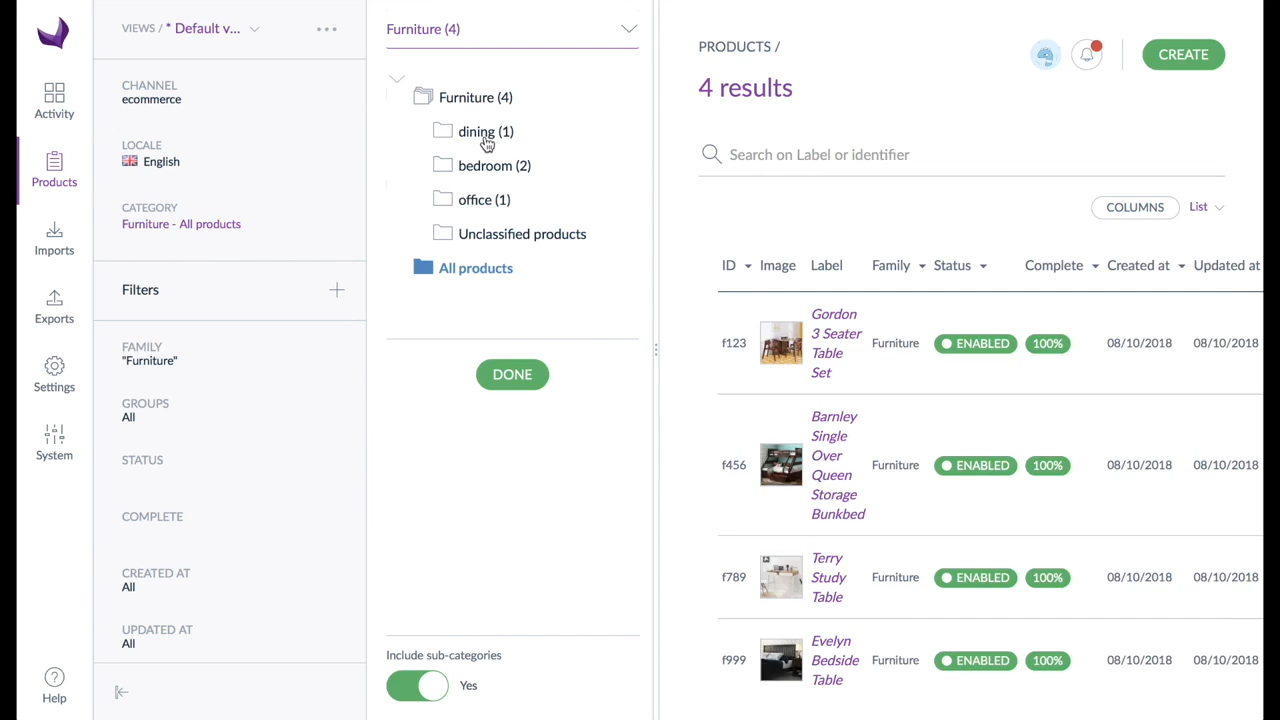 Activity
Products
Imports
Exports
Settings
System
Help
VIEWS / * Default v...
CHANNEL
ecommerce
LOCALE
English
CATEGORY
Furniture - All products
Filters
FAMILY
"Furniture"
GROUPS
All
STATUS
COMPLETE
CREATED AT
All
UPDATED AT
All
Furniture (4)
Furniture (4)
dining (1)
bedroom (2)
office (1)
Unclassified products
All products
DONE
Include sub-categories
Yes
PRODUCTS /
CREATE
4 results
Search on Label or identifier
COLUMNS List
ID Image Label Family Status Complete Created at Updated at
Gordon
3 Seater
f123 Furniture ENABLED 100% 08/10/2018 08/10/2018
Table
Set
Barnley
Single
Over
f456 Furniture ENABLED 100% 08/10/2018 08/10/2018
Queen
Storage
Bunkbed
Terry
f789 Study Furniture ENABLED 100% 08/10/2018 08/10/2018
Table
Evelyn
f999 Bedside Furniture ENABLED 100% 08/10/2018 08/10/2018
Table